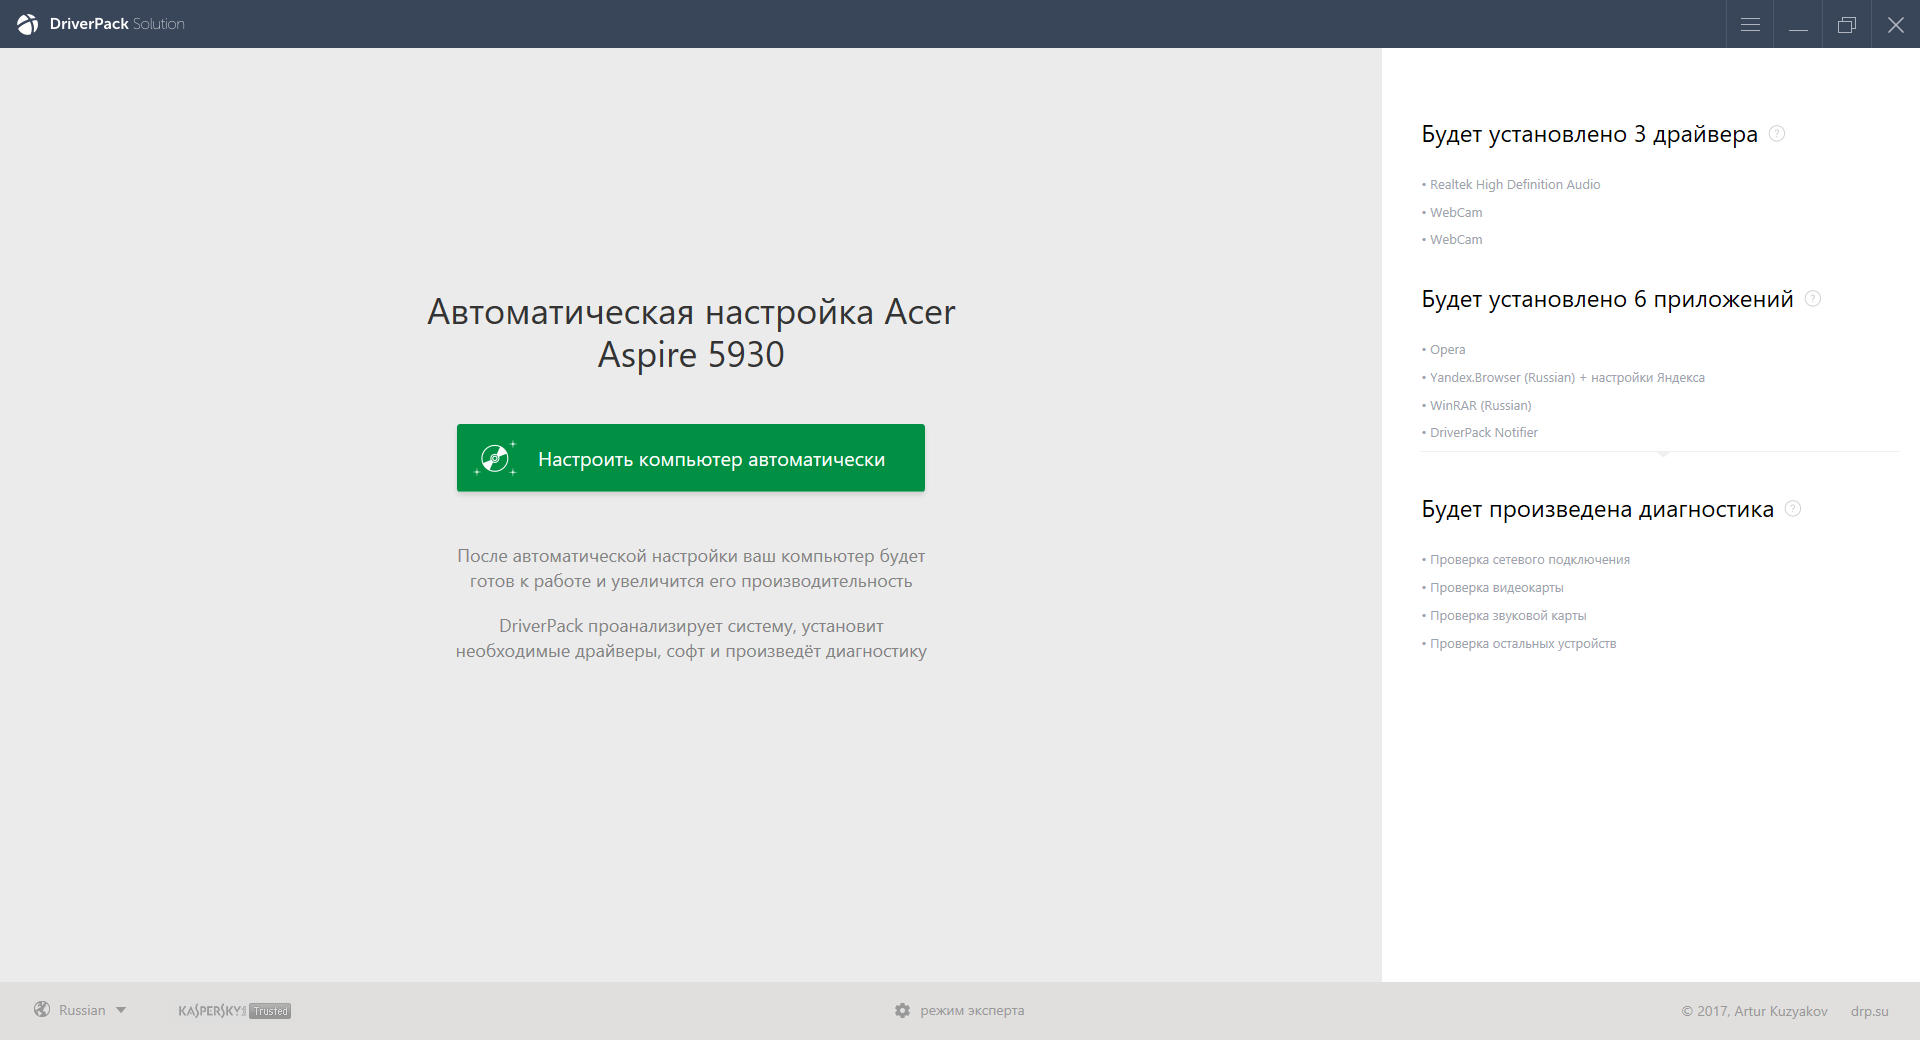 DriverPack Solution
Автоматическая настройка Acer
Aspire 5930
Настроить компьютер автоматически
После автоматической настройки ваш компьютер будет
готов к работе и увеличится его производительность
DriverPack проанализирует систему, установит
необходимые драйверы, софт и произведёт диагностику
Будет установлено 3 драйвера ?
• Realtek High Definition Audio
• WebCam
• WebCam
Будет установлено 6 приложений ?
• Opera
• Yandex.Browser (Russian) + настройки Яндекса
• WinRAR (Russian)
• DriverPack Notifier
Будет произведена диагностика ?
• Проверка сетевого подключения
• Проверка видеокарты
• Проверка звуковой карты
• Проверка остальных устройств
Russian
KASPERSKY Trusted
режим эксперта
© 2017, Artur Kuzyakov
drp.su